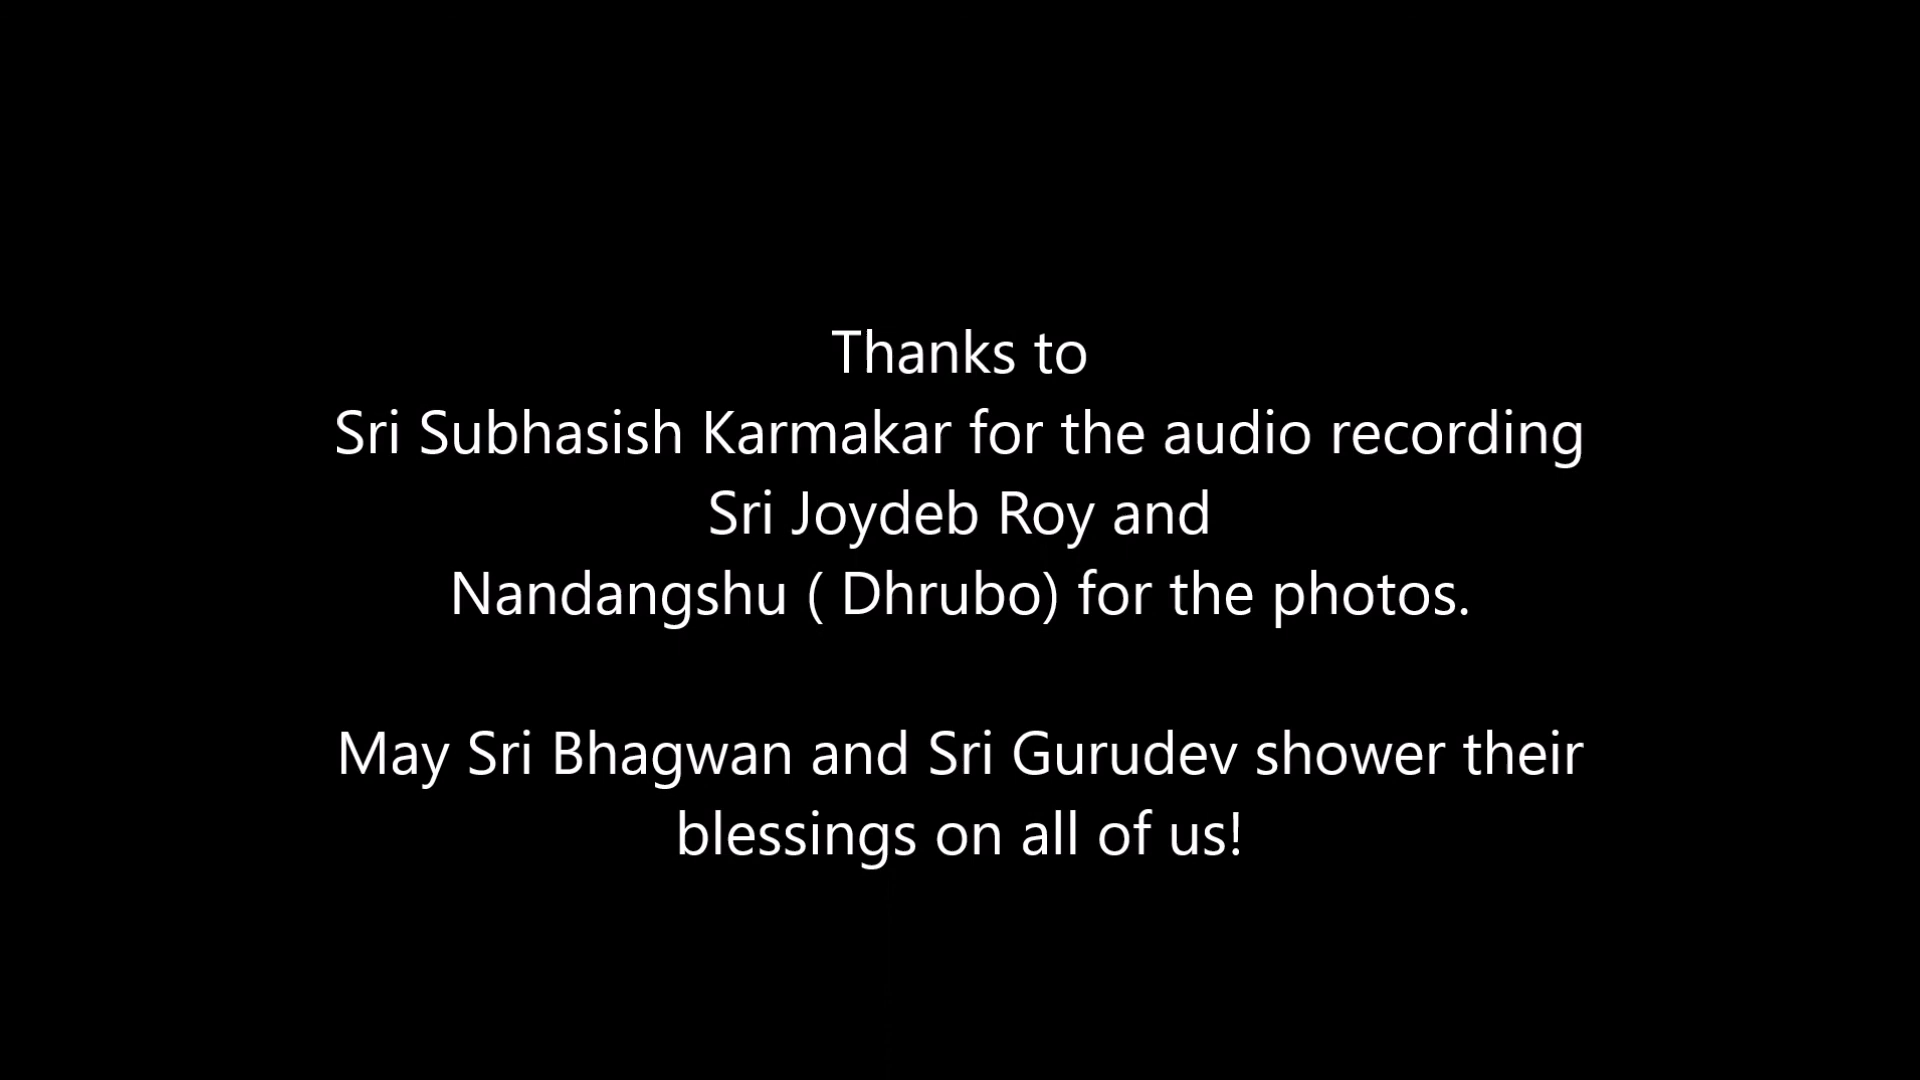 Thanks to
Sri Subhasish Karmakar for the audio recording
Sri Joydeb Roy and
Nandangshu ( Dhrubo) for the photos.
May Sri Bhagwan and Sri Gurudev shower their
blessings on all of us!